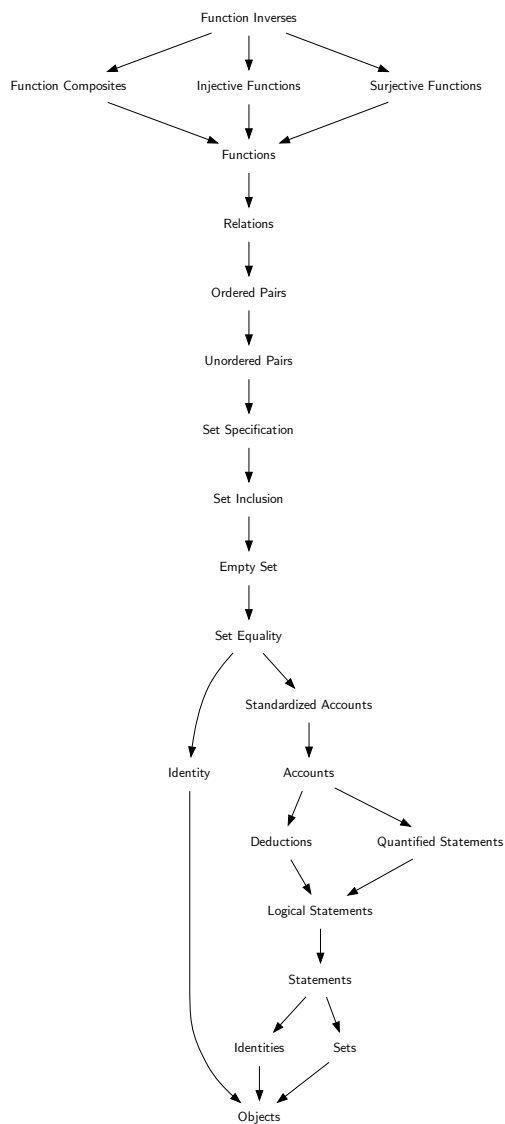 Function Inverses
Function Composites
Injective Functions
Surjective Functions
Functions
Relations
Ordered Pairs
Unordered Pairs
Set Specification
Set Inclusion
Empty Set
Set Equality
Standardized Accounts
Identity
Accounts
Deductions
Quantified Statements
Logical Statements
Statements
Identities
Sets
Objects